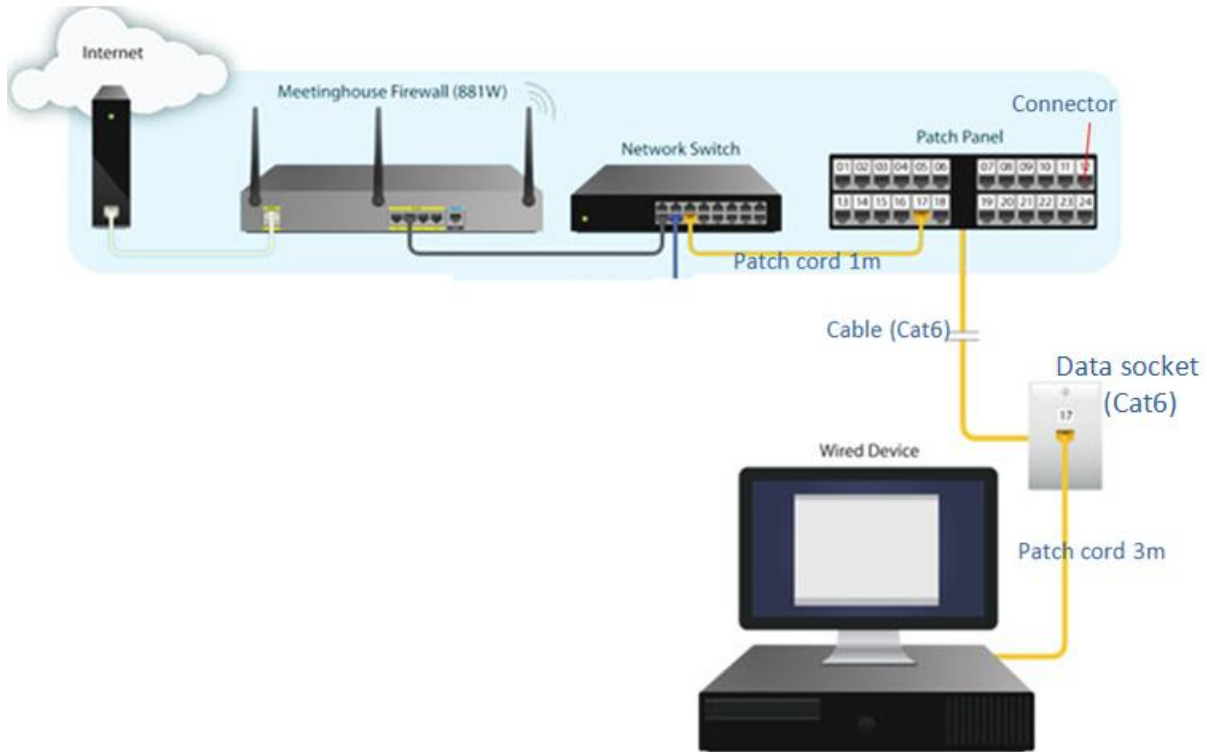 Internet
Meetinghouse Firewall (881W)
Network Switch
Connector
Patch Panel
01 02 03 04 05 06
07 08 09 10 11 12
13 14 15 16 17 18
19 20 21 22 23 24
Patch cord 1m
Cable (Cat6)
Data socket
(Cat6)
17
Wired Device
Patch cord 3m